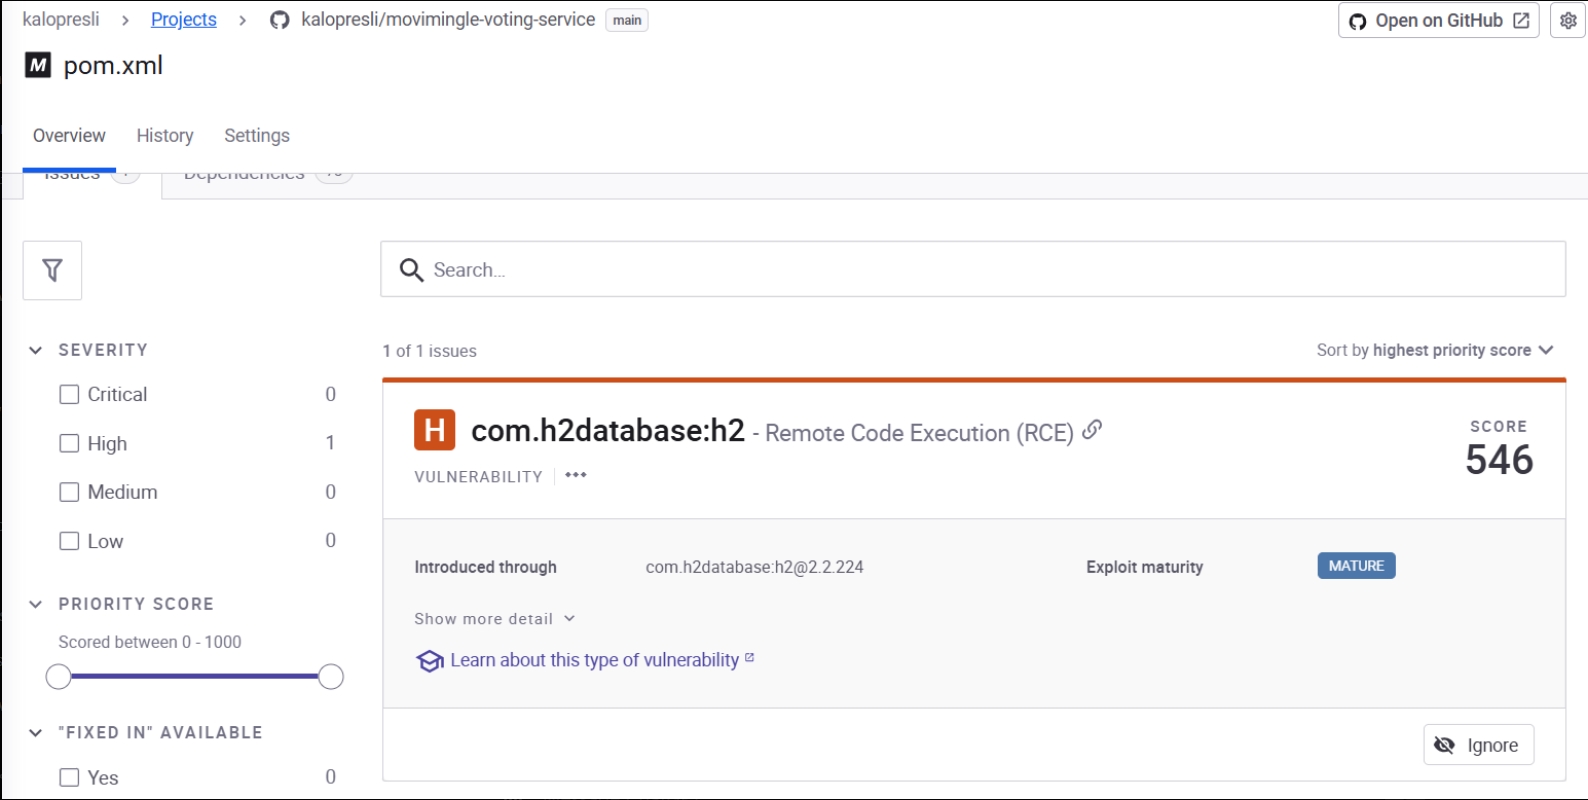 kalopresli > Projects > kalopresli/movimingle-voting-service main
Open on GitHub
M pom.xml
Overview History Settings
Issues Dependencies
Search...
SEVERITY
Critical 0
High 1
Medium 0
Low 0
PRIORITY SCORE
Scored between 0 - 1000
"FIXED IN" AVAILABLE
Yes 0
1 of 1 issues
Sort by highest priority score
H com.h2database:h2 - Remote Code Execution (RCE)
VULNERABILITY
SCORE
546
Introduced through com.h2database:h2@2.2.224
Exploit maturity MATURE
Show more detail
Learn about this type of vulnerability
Ignore